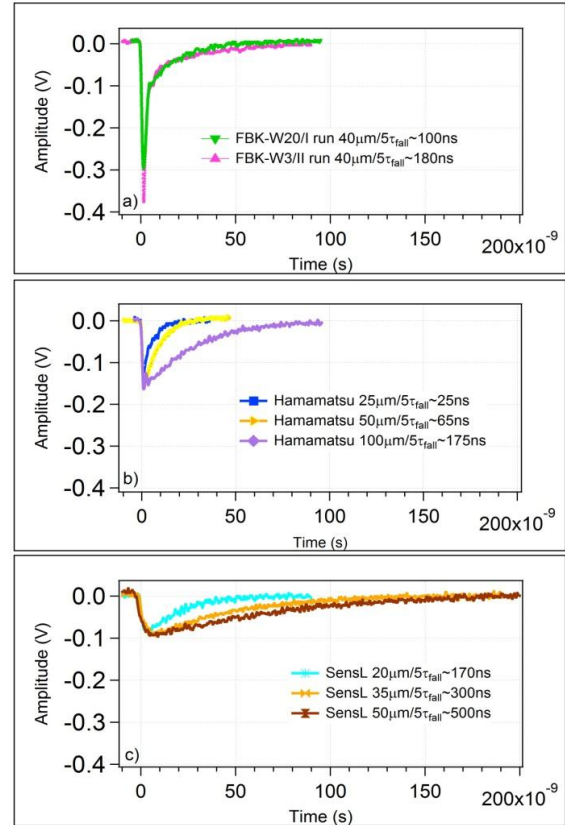 0.0
-0.1
-0.2
-0.3
-0.4
Amplitude (V)
FBK-W20/I run 40μm/5τfall~100ns
FBK-W3/II run 40μm/5τfall~180ns
a)
0 50 100 150 200x10⁻⁹
Time (s)
0.0
-0.1
-0.2
-0.3
-0.4
Amplitude (V)
Hamamatsu 25μm/5τfall~25ns
Hamamatsu 50μm/5τfall~65ns
Hamamatsu 100μm/5τfall~175ns
b)
0 50 100 150 200x10⁻⁹
Time (s)
0.0
-0.1
-0.2
-0.3
-0.4
Amplitude (V)
SensL 20μm/5τfall~170ns
SensL 35μm/5τfall~300ns
SensL 50μm/5τfall~500ns
c)
0 50 100 150 200x10⁻⁹
Time (s)